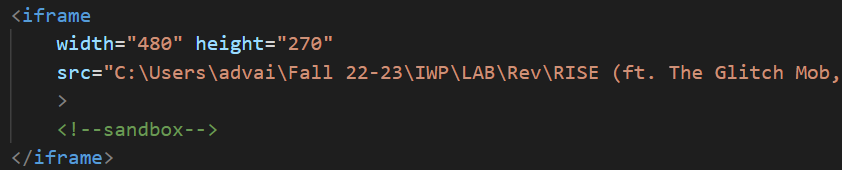 <iframe
width="480" height="270"
src="C:\Users\advai\Fall 22-23\IWP\LAB\Rev\RISE (ft. The Glitch Mob,
>
<!--sandbox-->
</iframe>